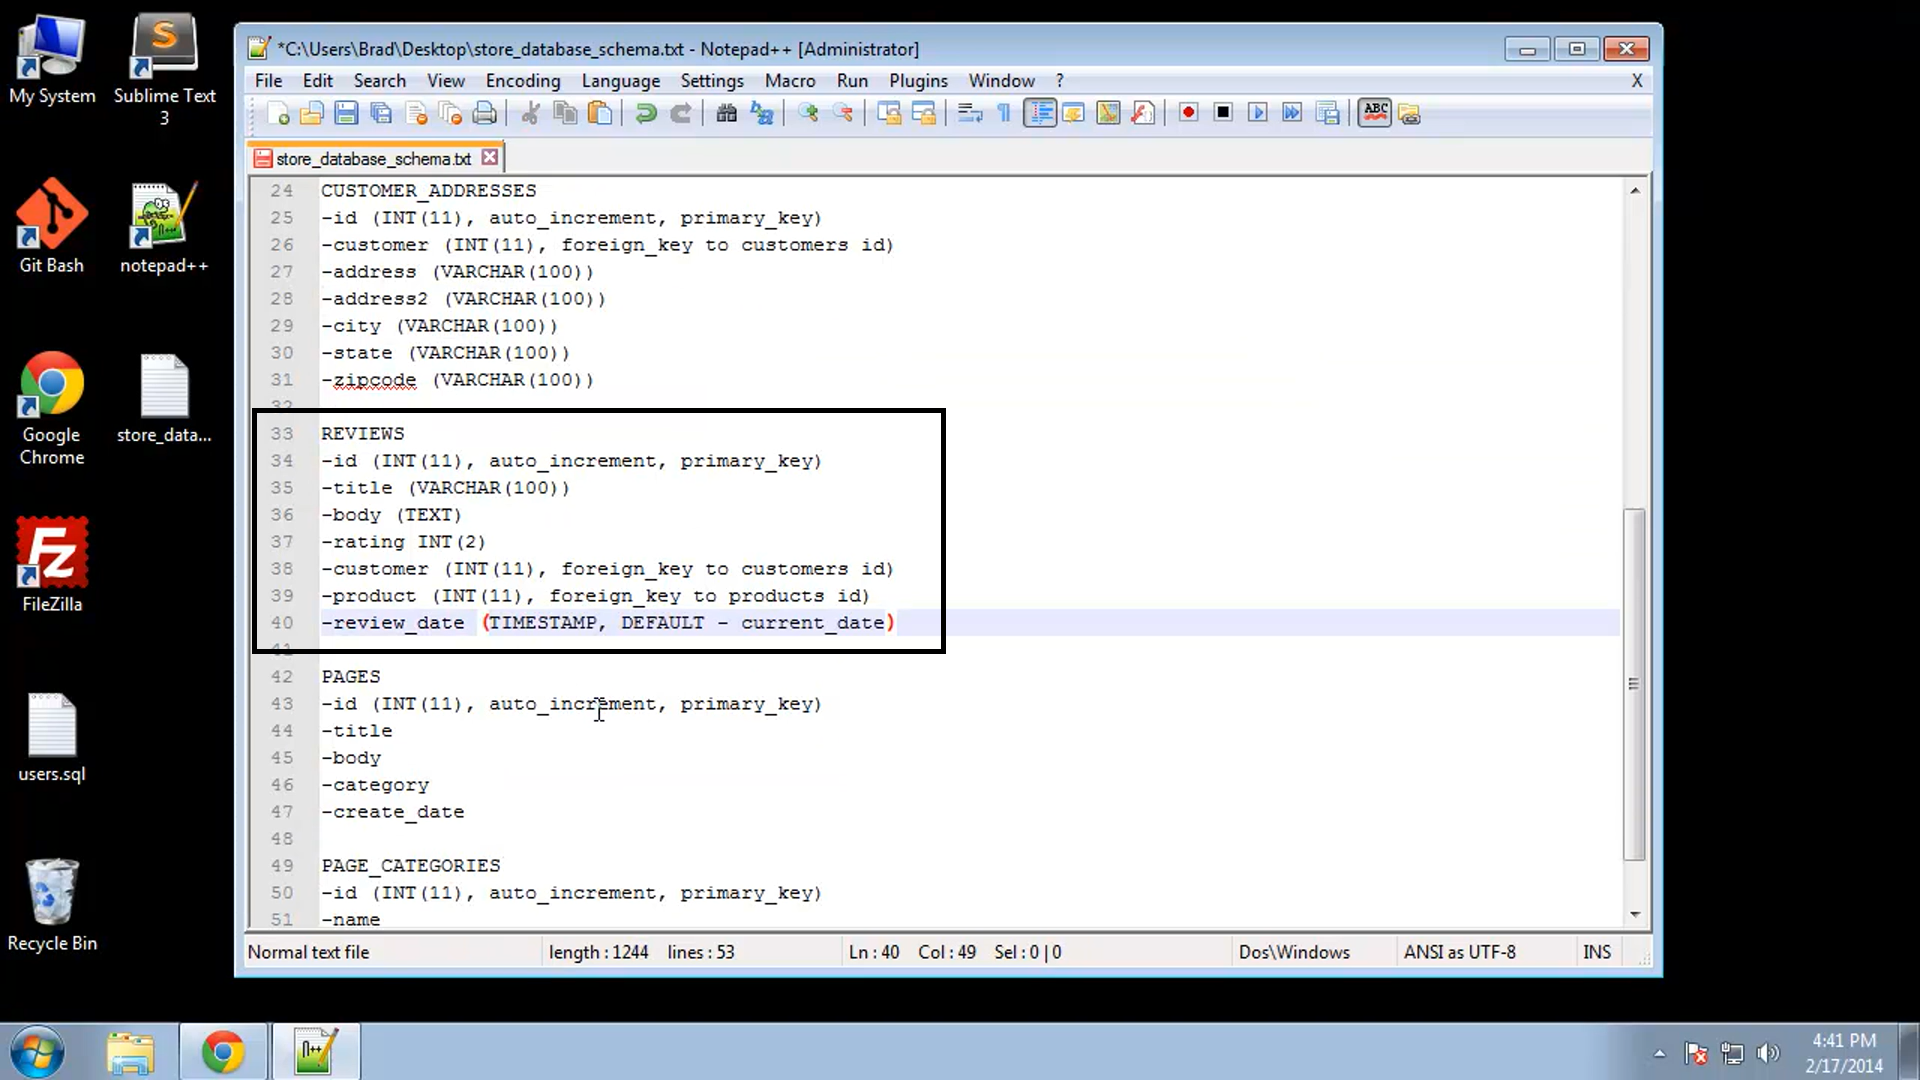 *C:\Users\Brad\Desktop\store_database_schema.txt - Notepad++ [Administrator]
File Edit Search View Encoding Language Settings Macro Run Plugins Window ? X
store_database_schema.txt
24 CUSTOMER_ADDRESSES
25 -id (INT(11), auto_increment, primary_key)
26 -customer (INT(11), foreign_key to customers id)
27 -address (VARCHAR(100))
28 -address2 (VARCHAR(100))
29 -city (VARCHAR(100))
30 -state (VARCHAR(100))
31 -zipcode (VARCHAR(100))
32
33 REVIEWS
34 -id (INT(11), auto_increment, primary_key)
35 -title (VARCHAR(100))
36 -body (TEXT)
37 -rating INT(2)
38 -customer (INT(11), foreign_key to customers id)
39 -product (INT(11), foreign_key to products id)
40 -review_date (TIMESTAMP, DEFAULT - current_date)
41
42 PAGES
43 -id (INT(11), auto_increment, primary_key)
44 -title
45 -body
46 -category
47 -create_date
48
49 PAGE_CATEGORIES
50 -id (INT(11), auto_increment, primary_key)
51 -name
Normal text file length : 1244 lines : 53 Ln : 40 Col : 49 Sel : 0 | 0 Dos\Windows ANSI as UTF-8 INS
My System
Sublime Text
3
Git Bash
notepad++
Google
Chrome
store_data...
FileZilla
users.sql
Recycle Bin
4:41 PM
2/17/2014